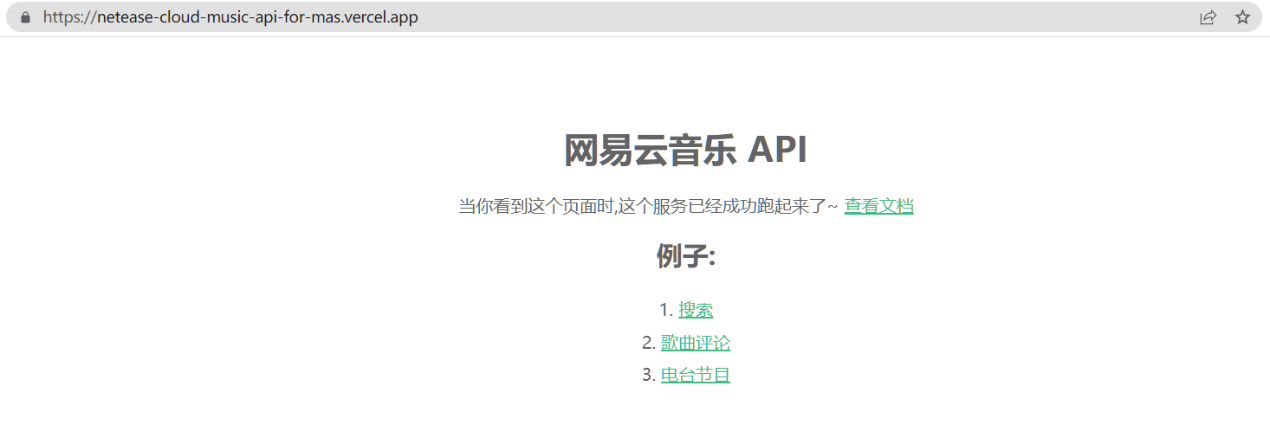 https://netease-cloud-music-api-for-mas.vercel.app
网易云音乐 API
当你看到这个页面时,这个服务已经成功跑起来了~ 查看文档
例子:
1. 搜索
2. 歌曲评论
3. 电台节目